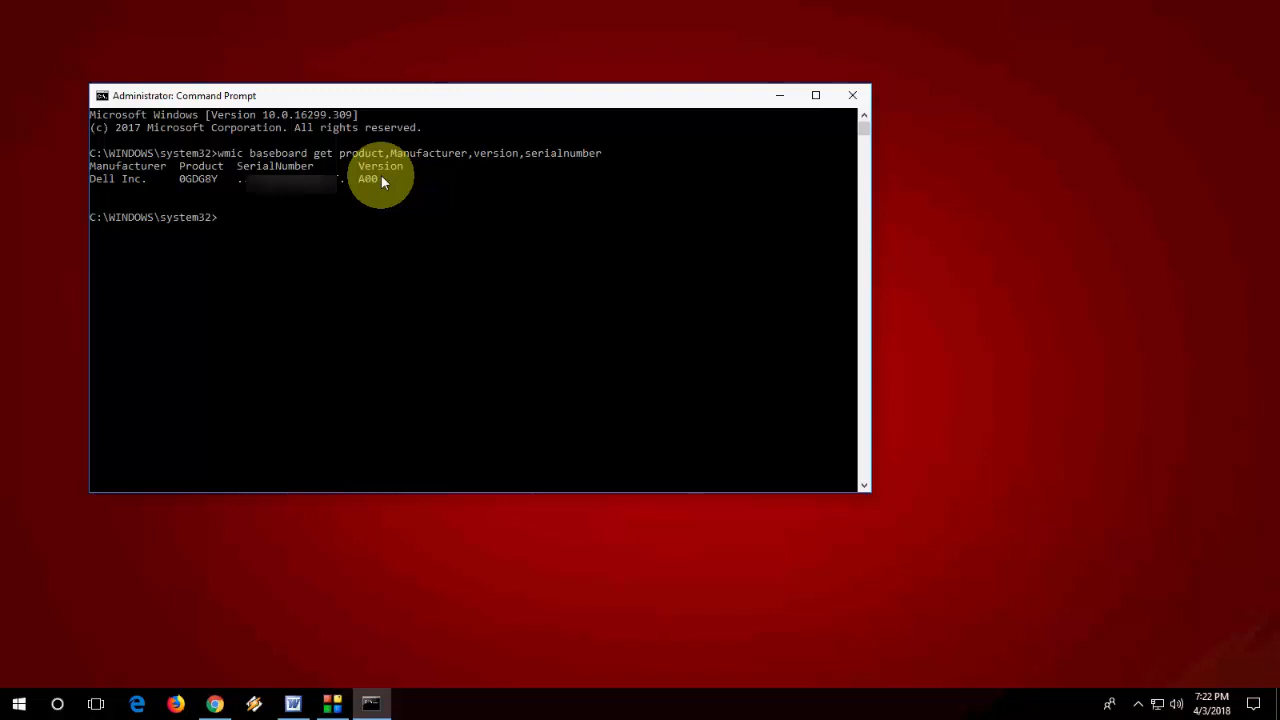 Administrator: Command Prompt
Microsoft Windows [Version 10.0.16299.309]
(c) 2017 Microsoft Corporation. All rights reserved.
C:\WINDOWS\system32>wmic baseboard get product,Manufacturer,version,serialnumber
Manufacturer Product SerialNumber Version
Dell Inc. 0GDG8Y A00
C:\WINDOWS\system32>
7:22 PM
4/3/2018